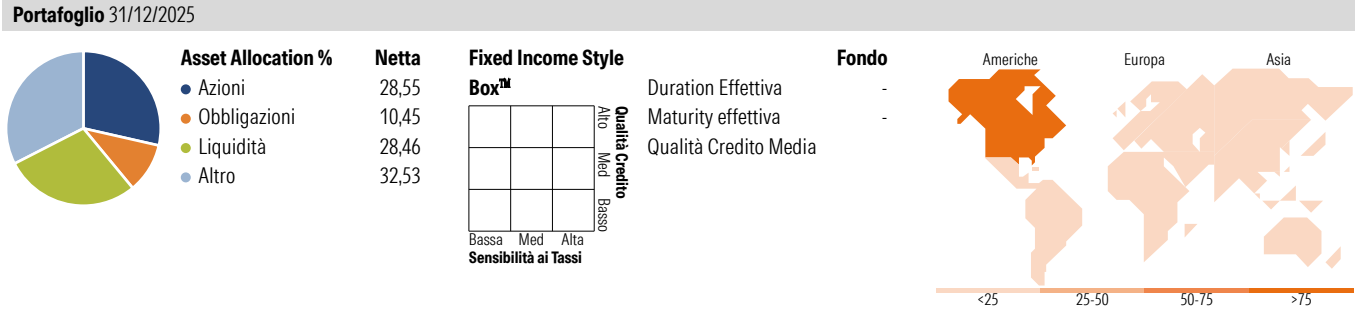 Portafoglio 31/12/2025
Asset Allocation % Netta
Azioni 28,55
Obbligazioni 10,45
Liquidità 28,46
Altro 32,53
Fixed Income Style
Box™
Alto
Med
Basso
Qualità Credito
Bassa Med Alta
Sensibilità ai Tassi
Fondo
Duration Effettiva -
Maturity effettiva -
Qualità Credito Media
Americhe Europa Asia
<25 25-50 50-75 >75